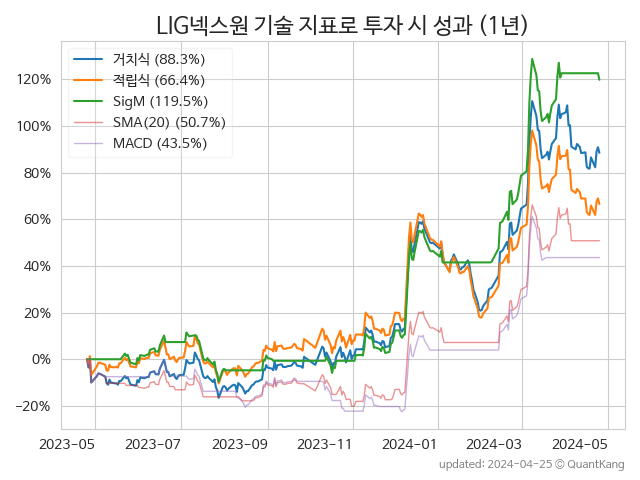 LIG넥스원 기술 지표로 투자 시 성과 (1년)
거치식 (88.3%)
적립식 (66.4%)
SigM (119.5%)
SMA(20) (50.7%)
MACD (43.5%)
120%
100%
80%
60%
40%
20%
0%
−20%
2023-05 2023-07 2023-09 2023-11 2024-01 2024-03 2024-05
updated: 2024-04-25 © QuantKang